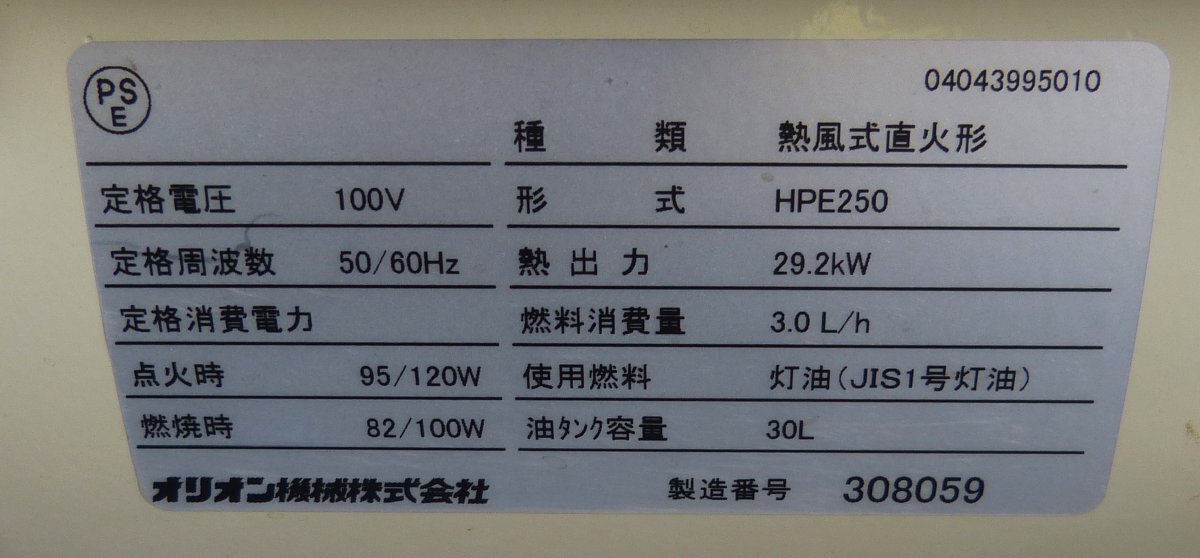 PS
E
04043995010
種 類 熱風式直火形
定格電圧 100V 形 式 HPE250
定格周波数 50/60Hz 熱出力 29.2kW
定格消費電力 燃料消費量 3.0 L/h
点火時 95/120W 使用燃料 灯油(JIS1号灯油)
燃焼時 82/100W 油ﾀﾝｸ容量 30L
オリオン機械株式会社 製造番号 308059